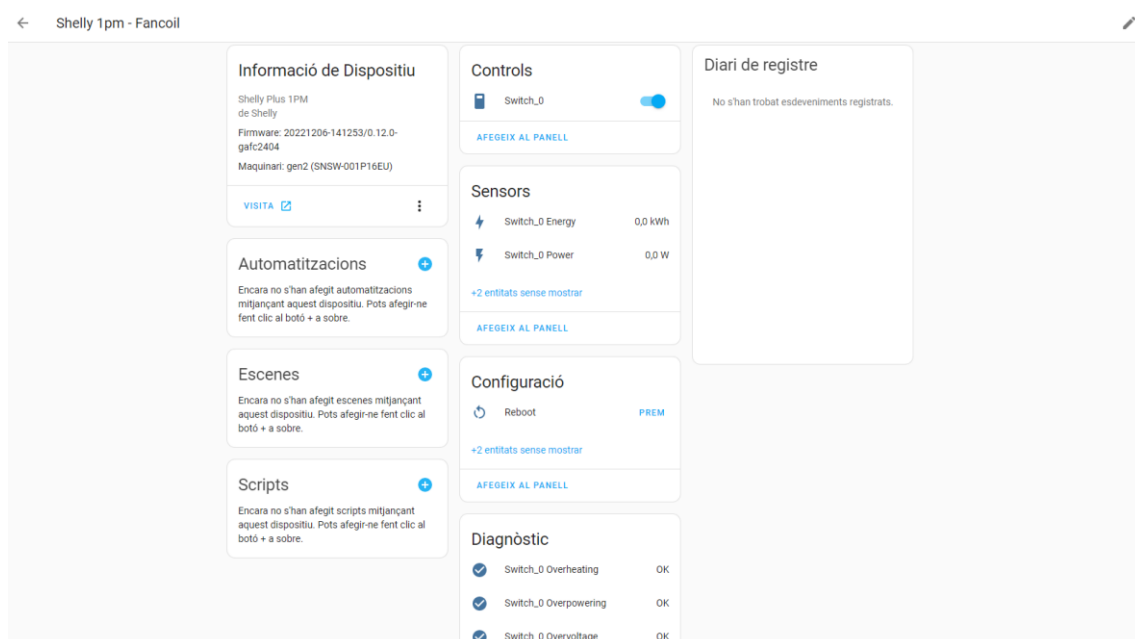 Shelly 1pm - Fancoil
Informació de Dispositiu
Shelly Plus 1PM
de Shelly
Firmware: 20221206-141253/0.12.0-
gafc2404
Maquinari: gen2 (SNSW-001P16EU)
VISITA
Automatitzacions
Encara no s'han afegit automatitzacions
mitjançant aquest dispositiu. Pots afegir-ne
fent clic al botó + a sobre.
Escenes
Encara no s'han afegit escenes mitjançant
aquest dispositiu. Pots afegir-ne fent clic al
botó + a sobre.
Scripts
Encara no s'han afegit scripts mitjançant
aquest dispositiu. Pots afegir-ne fent clic al
botó + a sobre.
Controls
Switch_0
AFEGEIX AL PANELL
Sensors
Switch_0 Energy 0,0 kWh
Switch_0 Power 0,0 W
+2 entitats sense mostrar
AFEGEIX AL PANELL
Configuració
Reboot PREM
+2 entitats sense mostrar
AFEGEIX AL PANELL
Diagnòstic
Switch_0 Overheating OK
Switch_0 Overpowering OK
Switch_0 Overvoltage OK
Diari de registre
No s'han trobat esdeveniments registrats.